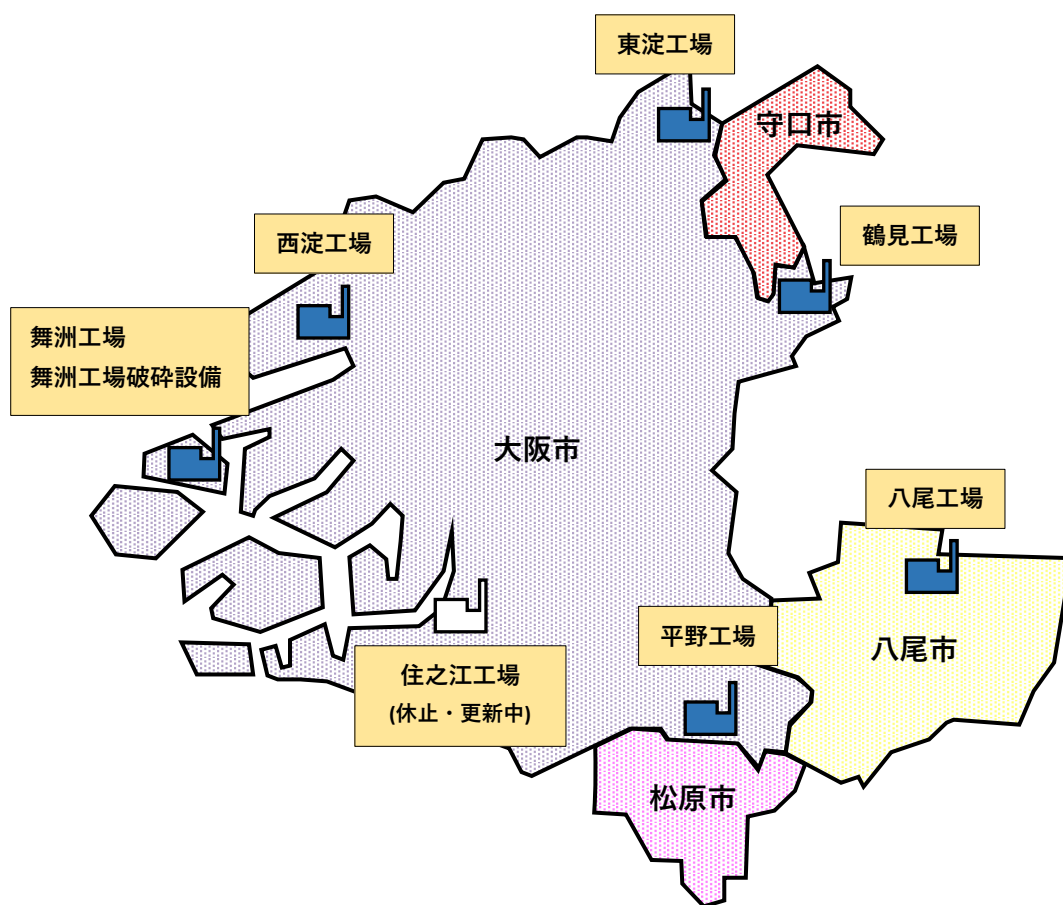 東淀工場
守口市
西淀工場
鶴見工場
舞洲工場
舞洲工場破砕設備
大阪市
八尾工場
平野工場
八尾市
住之江工場
(休止・更新中)
松原市